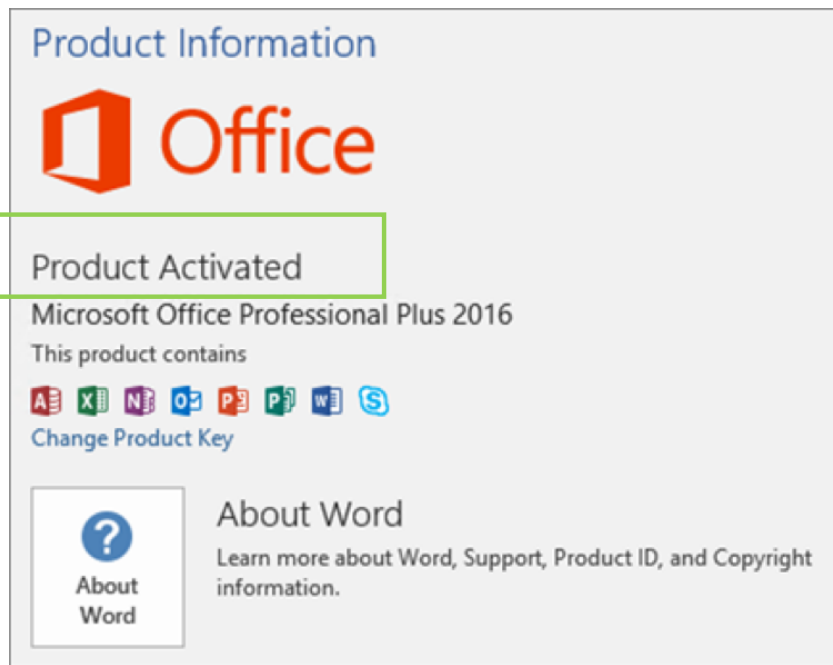 Product Information
Office
Product Activated
Microsoft Office Professional Plus 2016
This product contains
A X N O P P W S
Change Product Key
?
About
Word
About Word
Learn more about Word, Support, Product ID, and Copyright
information.